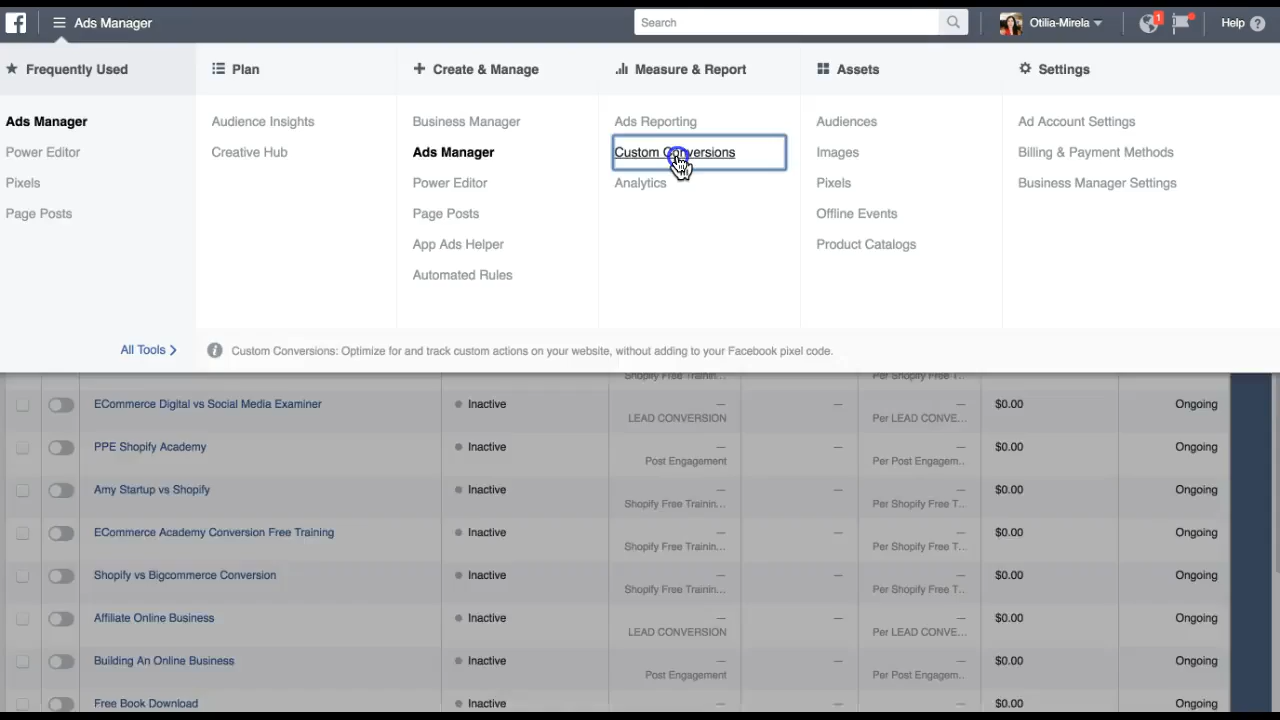 Ads Manager
Search
Otilia-Mirela
1
Help
Frequently Used
Ads Manager
Power Editor
Pixels
Page Posts
All Tools
Plan
Audience Insights
Creative Hub
Create & Manage
Business Manager
Ads Manager
Power Editor
Page Posts
App Ads Helper
Automated Rules
Measure & Report
Ads Reporting
Custom Conversions
Analytics
Assets
Audiences
Images
Pixels
Offline Events
Product Catalogs
Settings
Ad Account Settings
Billing & Payment Methods
Business Manager Settings
Custom Conversions: Optimize for and track custom actions on your website, without adding to your Facebook pixel code.
Shopify Free Trainin... Per Shopify Free T...
ECommerce Digital vs Social Media Examiner Inactive — — — $0.00 Ongoing
LEAD CONVERSION Per LEAD CONVE...
PPE Shopify Academy Inactive — — — $0.00 Ongoing
Post Engagement Per Post Engagem...
Amy Startup vs Shopify Inactive — — — $0.00 Ongoing
Shopify Free Trainin... Per Shopify Free T...
ECommerce Academy Conversion Free Training Inactive — — — $0.00 Ongoing
Shopify Free Trainin... Per Shopify Free T...
Shopify vs Bigcommerce Conversion Inactive — — — $0.00 Ongoing
Shopify Free Trainin... Per Shopify Free T...
Affiliate Online Business Inactive — — — $0.00 Ongoing
LEAD CONVERSION Per LEAD CONVE...
Building An Online Business Inactive — — — $0.00 Ongoing
Post Engagement Per Post Engagem...
Free Book Download Inactive — — — $0.00 Ongoing